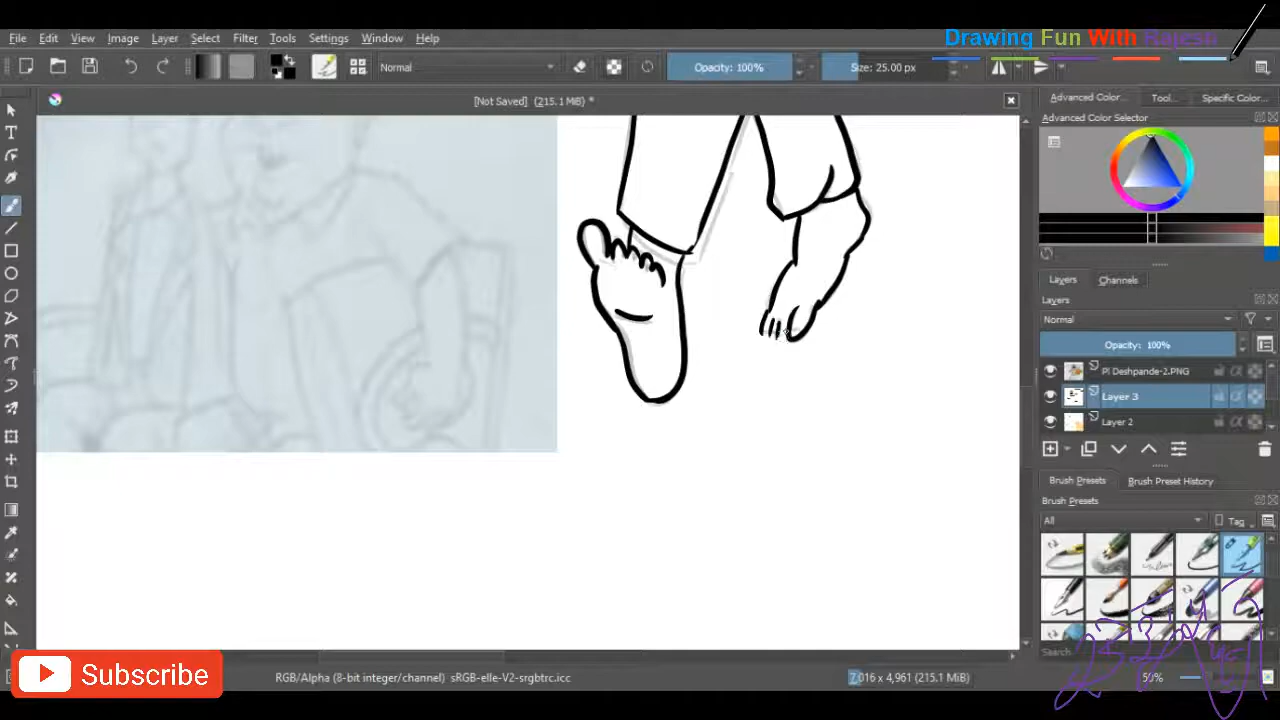 Drawing Fun With Rajesh
File Edit View Image Layer Select Filter Tools Settings Window Help
Normal
Opacity: 100%
Size: 25.00 px
[Not Saved] (215.1 MiB) *
Advanced Color... Tool... Specific Color...
Advanced Color Selector
Layers Channels
Layers
Normal
Opacity: 100%
Pl Deshpande-2.PNG
Layer 3
Layer 2
Brush Presets Brush Preset History
Brush Presets
All
Tag
Search
Subscribe
RGB/Alpha (8-bit integer/channel) sRGB-elle-V2-srgbtrc.icc
7,016 x 4,961 (215.1 MiB)
50%